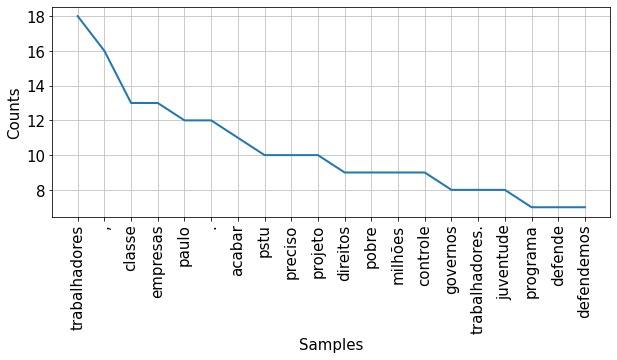 18
16
14
12
10
8
Counts
trabalhadores
,
classe
empresas
paulo
.
acabar
pstu
preciso
projeto
direitos
pobre
milhões
controle
governos
trabalhadores.
juventude
programa
defende
defendemos
Samples